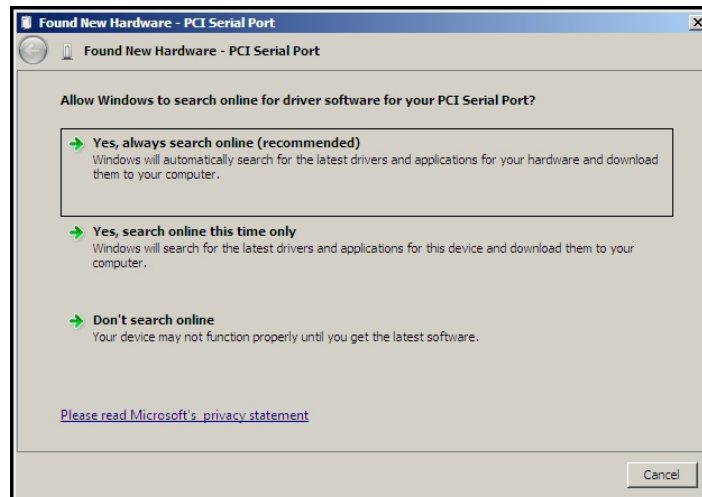 Found New Hardware - PCI Serial Port
Found New Hardware - PCI Serial Port
Allow Windows to search online for driver software for your PCI Serial Port?
Yes, always search online (recommended)
Windows will automatically search for the latest drivers and applications for your hardware and download
them to your computer.
Yes, search online this time only
Windows will search for the latest drivers and applications for this device and download them to your
computer.
Don't search online
Your device may not function properly until you get the latest software.
Please read Microsoft's privacy statement
Cancel